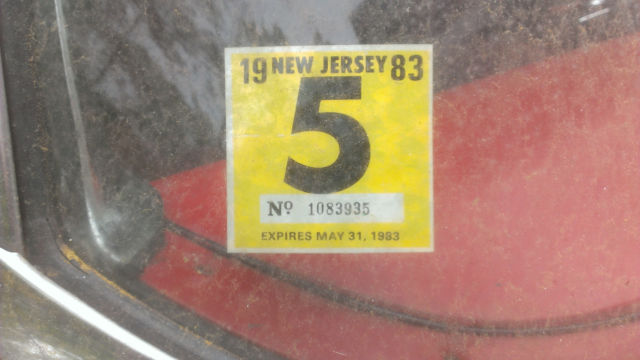 19 NEW JERSEY 83
5
Nº 1083935
EXPIRES MAY 31, 1983